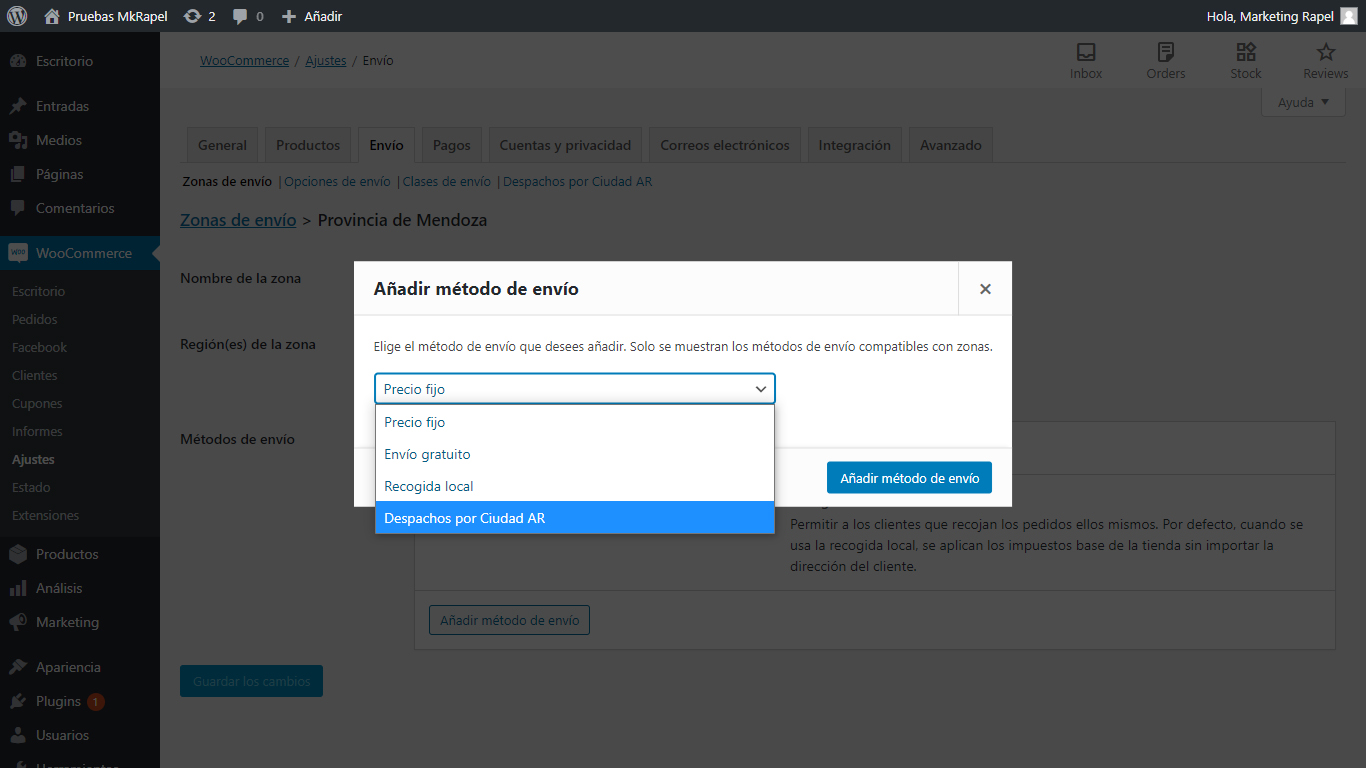 Pruebas MkRapel 2 0 Añadir Hola, Marketing Rapel
Escritorio
Entradas
Medios
Páginas
Comentarios
WooCommerce
Escritorio
Pedidos
Facebook
Clientes
Cupones
Informes
Ajustes
Estado
Extensiones
Productos
Análisis
Marketing
Apariencia
Plugins 1
Usuarios
WooCommerce / Ajustes / Envío
Inbox Orders Stock Reviews
Ayuda
General Productos Envío Pagos Cuentas y privacidad Correos electrónicos Integración Avanzado
Zonas de envío | Opciones de envío | Clases de envío | Despachos por Ciudad AR
Zonas de envío > Provincia de Mendoza
Nombre de la zona
Región(es) de la zona
Métodos de envío
Añadir método de envío
Elige el método de envío que desees añadir. Solo se muestran los métodos de envío compatibles con zonas.
Precio fijo
Precio fijo
Envío gratuito
Recogida local
Despachos por Ciudad AR
Añadir método de envío
Permitir a los clientes que recojan los pedidos ellos mismos. Por defecto, cuando se
usa la recogida local, se aplican los impuestos base de la tienda sin importar la
dirección del cliente.
Añadir método de envío
Guardar los cambios